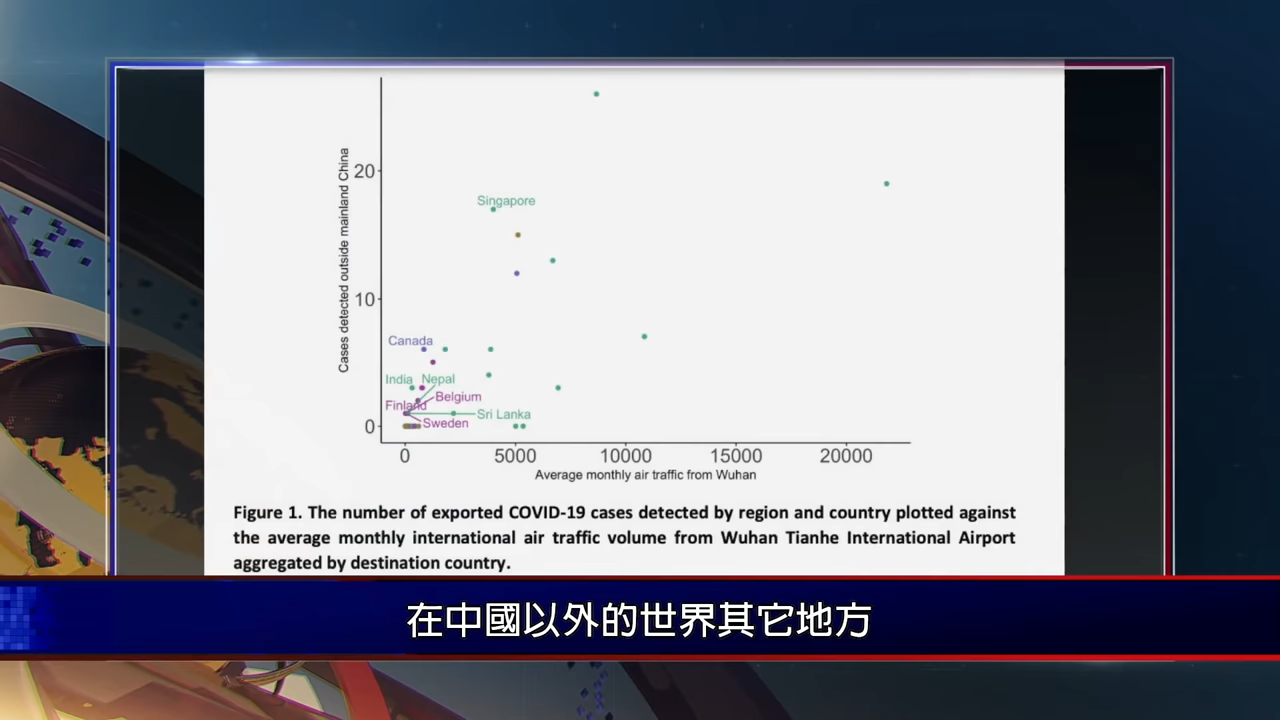 Cases detected outside mainland China
20
10
0
Singapore
Canada
India
Nepal
Belgium
Finland
Sri Lanka
Sweden
0 5000 10000 15000 20000
Average monthly air traffic from Wuhan
Figure 1. The number of exported COVID-19 cases detected by region and country plotted against
the average monthly international air traffic volume from Wuhan Tianhe International Airport
aggregated by destination country.
在中國以外的世界其它地方